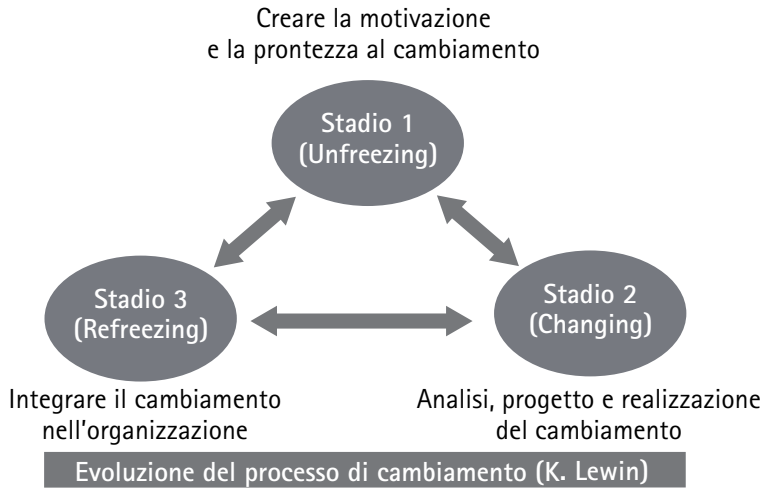 Creare la motivazione
e la prontezza al cambiamento
Stadio 1
(Unfreezing)
Stadio 3
(Refreezing)
Stadio 2
(Changing)
Integrare il cambiamento
nell'organizzazione
Analisi, progetto e realizzazione
del cambiamento
Evoluzione del processo di cambiamento (K. Lewin)